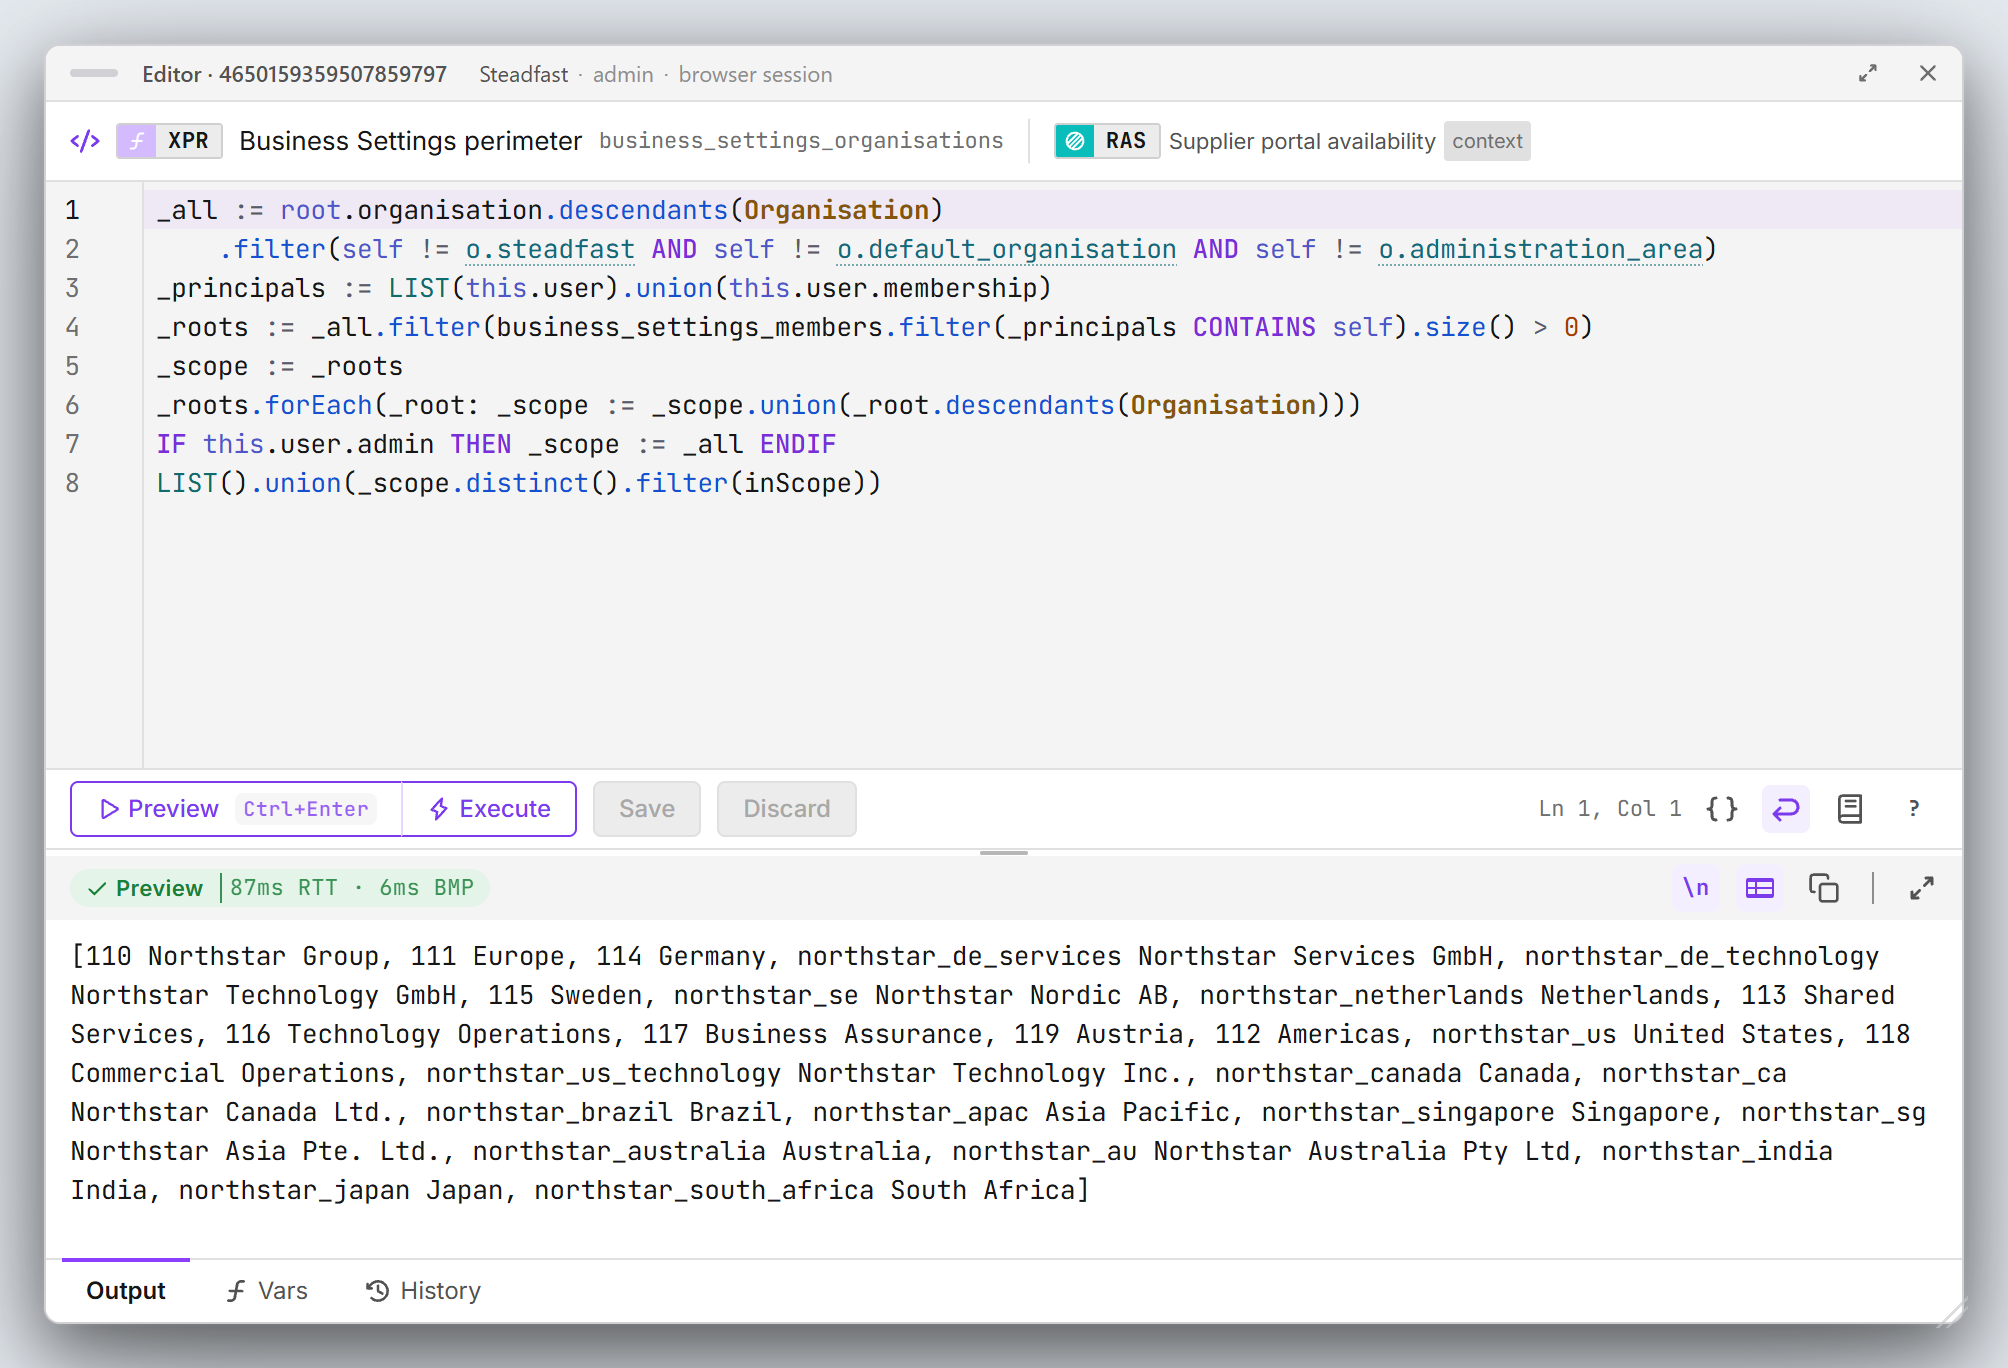 Editor · 4650159359507859797 Steadfast · admin · browser session
</> f XPR Business Settings perimeter business_settings_organisations RAS Supplier portal availability context
1 _all := root.organisation.descendants(Organisation)
2 .filter(self != o.steadfast AND self != o.default_organisation AND self != o.administration_area)
3 _principals := LIST(this.user).union(this.user.membership)
4 _roots := _all.filter(business_settings_members.filter(_principals CONTAINS self).size() > 0)
5 _scope := _roots
6 _roots.forEach(_root: _scope := _scope.union(_root.descendants(Organisation)))
7 IF this.user.admin THEN _scope := _all ENDIF
8 LIST().union(_scope.distinct().filter(inScope))
Preview Ctrl+Enter Execute Save Discard Ln 1, Col 1 {} ?
Preview 87ms RTT · 6ms BMP \n
[110 Northstar Group, 111 Europe, 114 Germany, northstar_de_services Northstar Services GmbH, northstar_de_technology
Northstar Technology GmbH, 115 Sweden, northstar_se Northstar Nordic AB, northstar_netherlands Netherlands, 113 Shared
Services, 116 Technology Operations, 117 Business Assurance, 119 Austria, 112 Americas, northstar_us United States, 118
Commercial Operations, northstar_us_technology Northstar Technology Inc., northstar_canada Canada, northstar_ca
Northstar Canada Ltd., northstar_brazil Brazil, northstar_apac Asia Pacific, northstar_singapore Singapore, northstar_sg
Northstar Asia Pte. Ltd., northstar_australia Australia, northstar_au Northstar Australia Pty Ltd, northstar_india
India, northstar_japan Japan, northstar_south_africa South Africa]
Output f Vars History